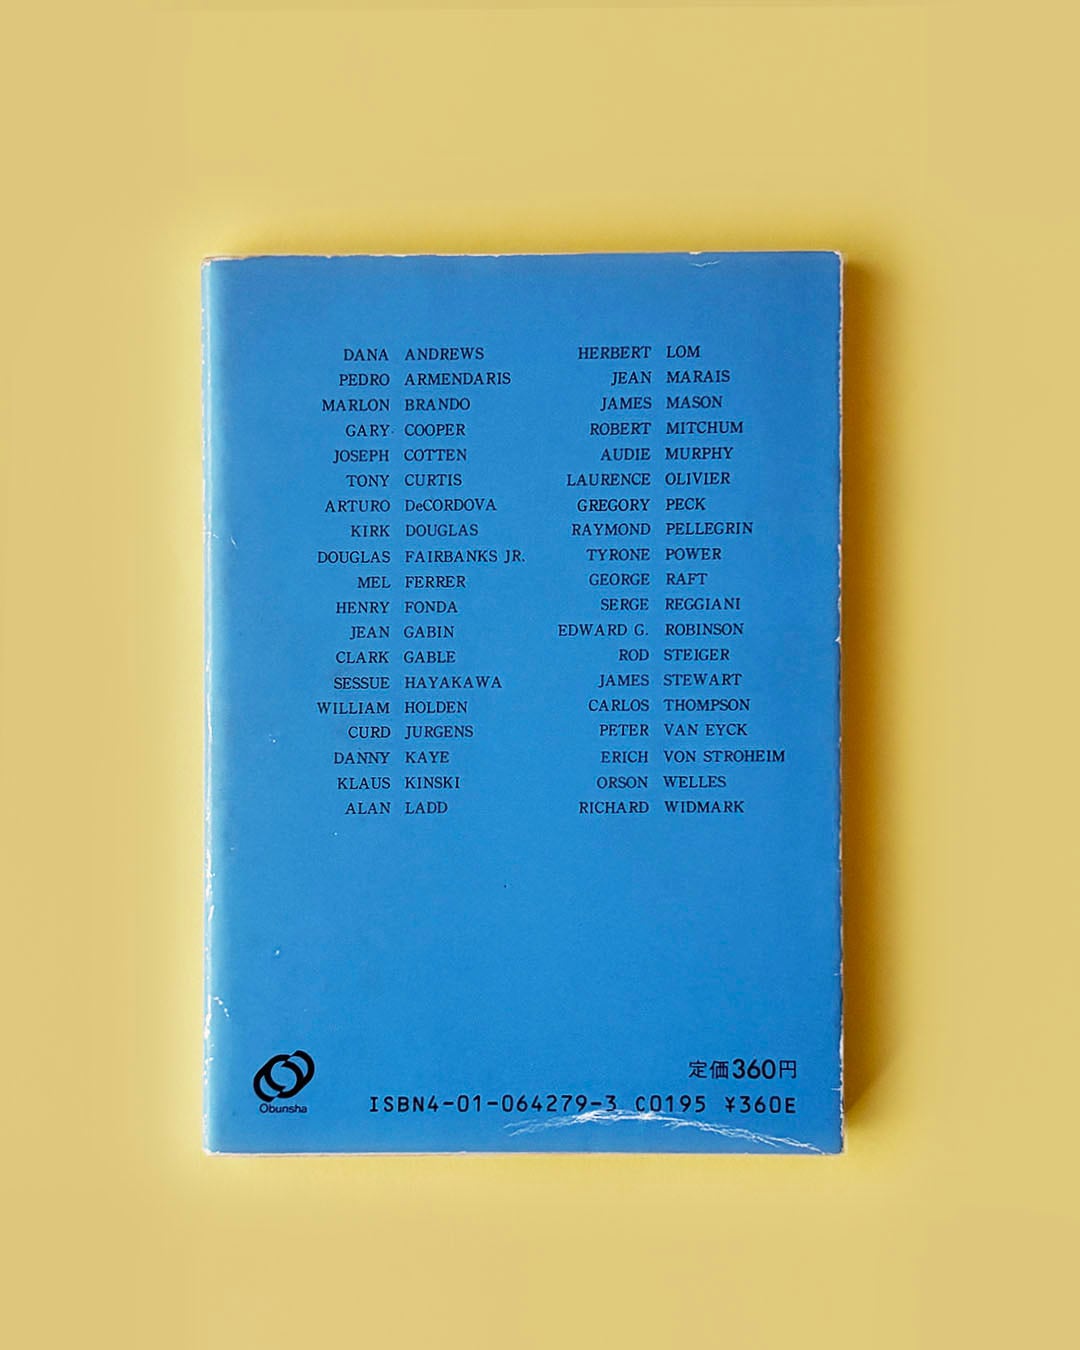 DANA ANDREWS
PEDRO ARMENDARIS
MARLON BRANDO
GARY COOPER
JOSEPH COTTEN
TONY CURTIS
ARTURO DeCORDOVA
KIRK DOUGLAS
DOUGLAS FAIRBANKS JR.
MEL FERRER
HENRY FONDA
JEAN GABIN
CLARK GABLE
SESSUE HAYAKAWA
WILLIAM HOLDEN
CURD JURGENS
DANNY KAYE
KLAUS KINSKI
ALAN LADD
HERBERT LOM
JEAN MARAIS
JAMES MASON
ROBERT MITCHUM
AUDIE MURPHY
LAURENCE OLIVIER
GREGORY PECK
RAYMOND PELLEGRIN
TYRONE POWER
GEORGE RAFT
SERGE REGGIANI
EDWARD G. ROBINSON
ROD STEIGER
JAMES STEWART
CARLOS THOMPSON
PETER VAN EYCK
ERICH VON STROHEIM
ORSON WELLES
RICHARD WIDMARK
Obunsha
定価360円
ISBN4-01-064279-3 C0195 ¥360E